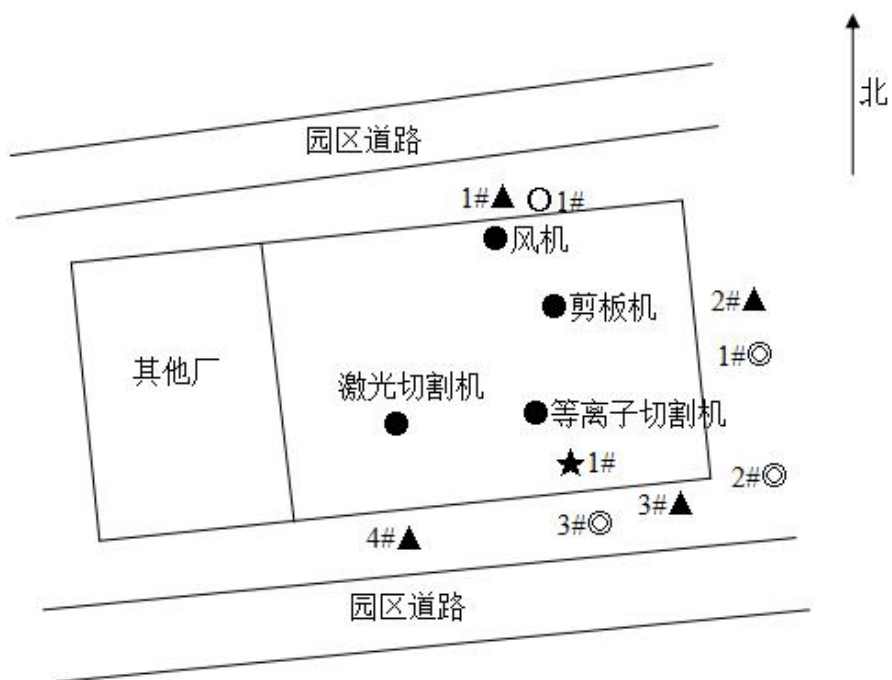 北
园区道路
1#▲ ○1#
●风机
●剪板机
2#▲
1#◎
其他厂
激光切割机
●等离子切割机
★1#
2#◎
3#▲
3#◎
4#▲
园区道路